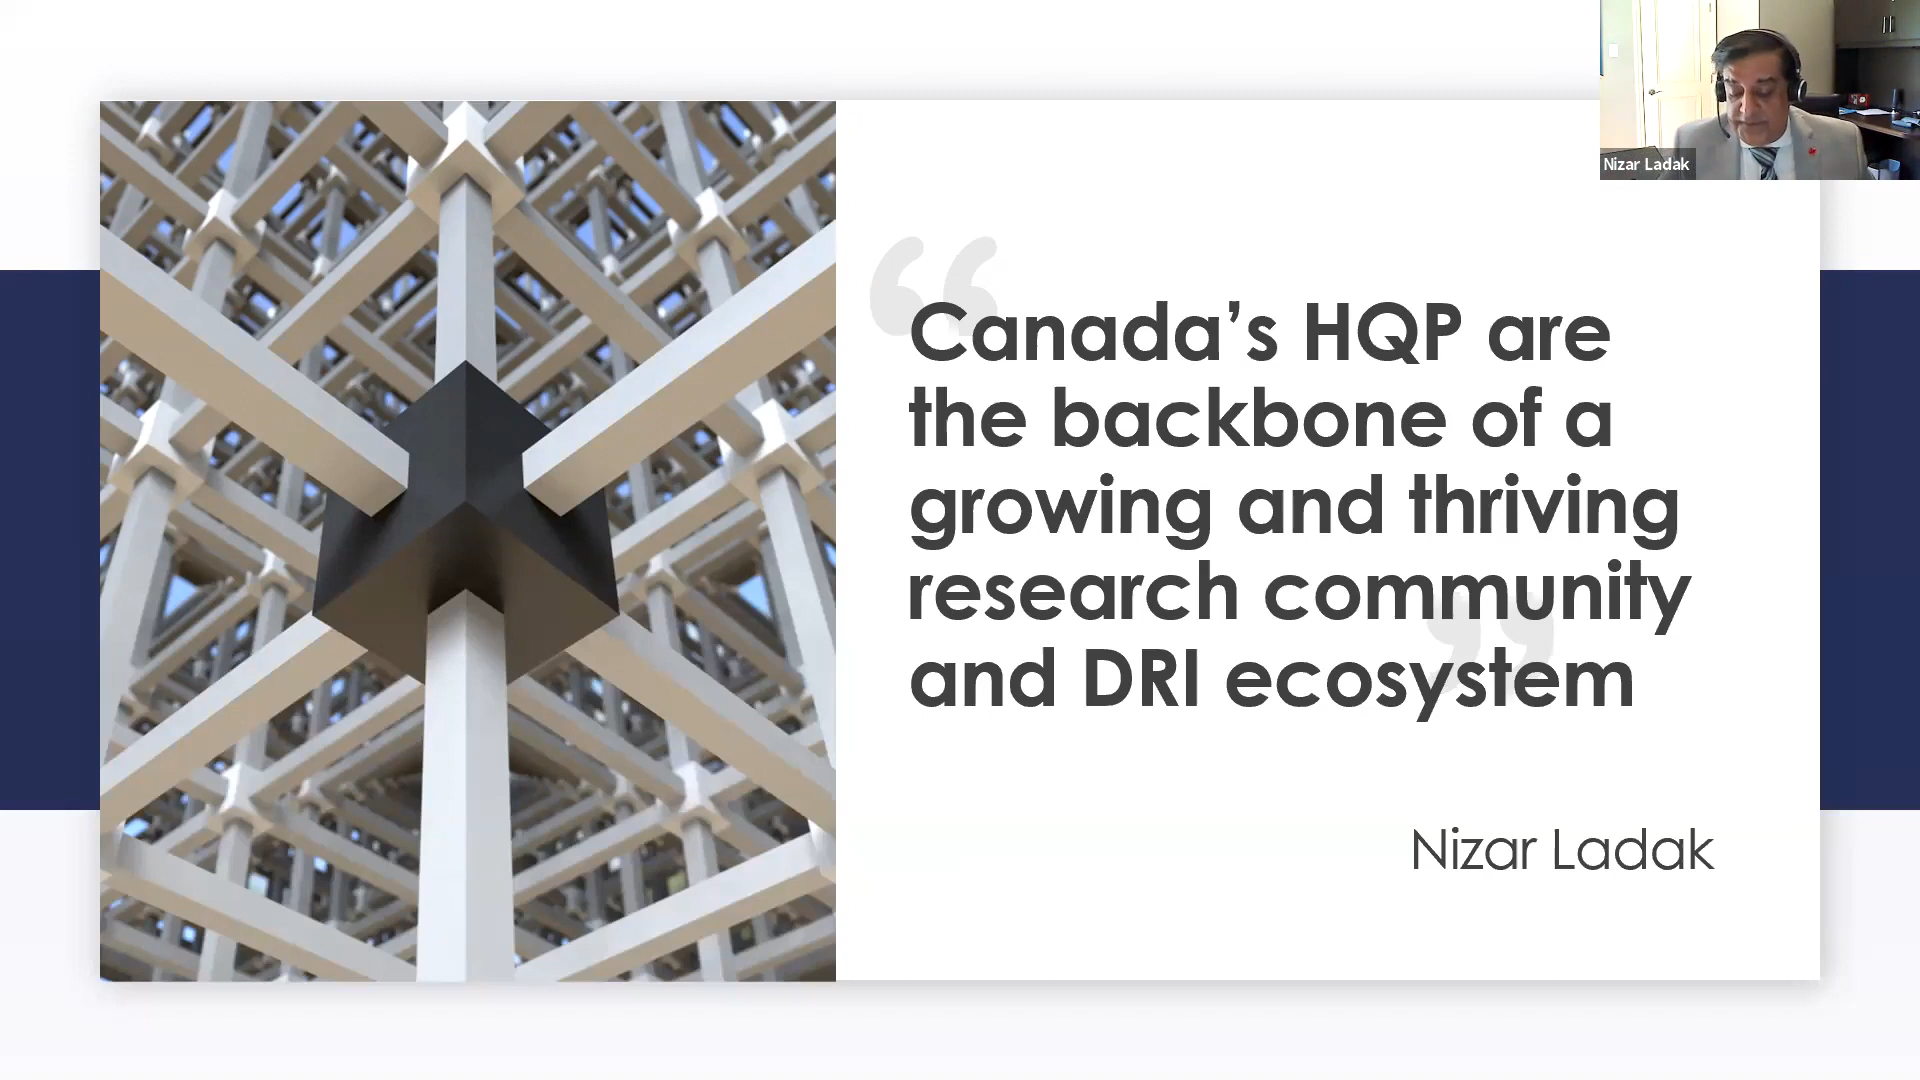 Nizar Ladak
“
Canada’s HQP are
the backbone of a
growing and thriving
research community
and DRI ecosystem
”
Nizar Ladak